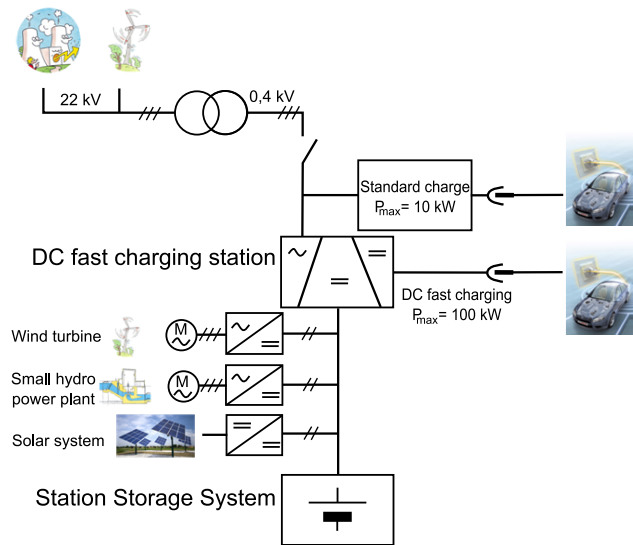 22 kV
0,4 kV
Standard charge
Pmax= 10 kW
DC fast charging station
DC fast charging
Pmax= 100 kW
Wind turbine
M
Small hydro
power plant
M
Solar system
Station Storage System